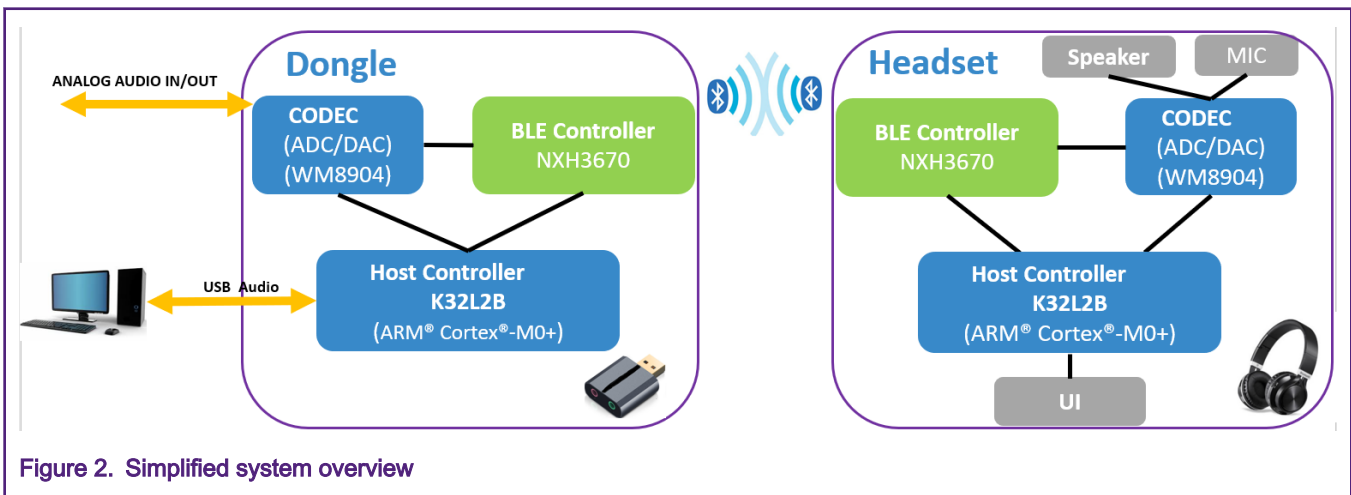 Dongle
ANALOG AUDIO IN/OUT
CODEC
(ADC/DAC)
(WM8904)
BLE Controller
NXH3670
Host Controller
K32L2B
(ARM® Cortex®-M0+)
USB Audio
Headset
Speaker
MIC
BLE Controller
NXH3670
CODEC
(ADC/DAC)
(WM8904)
Host Controller
K32L2B
(ARM® Cortex®-M0+)
UI
Figure 2. Simplified system overview